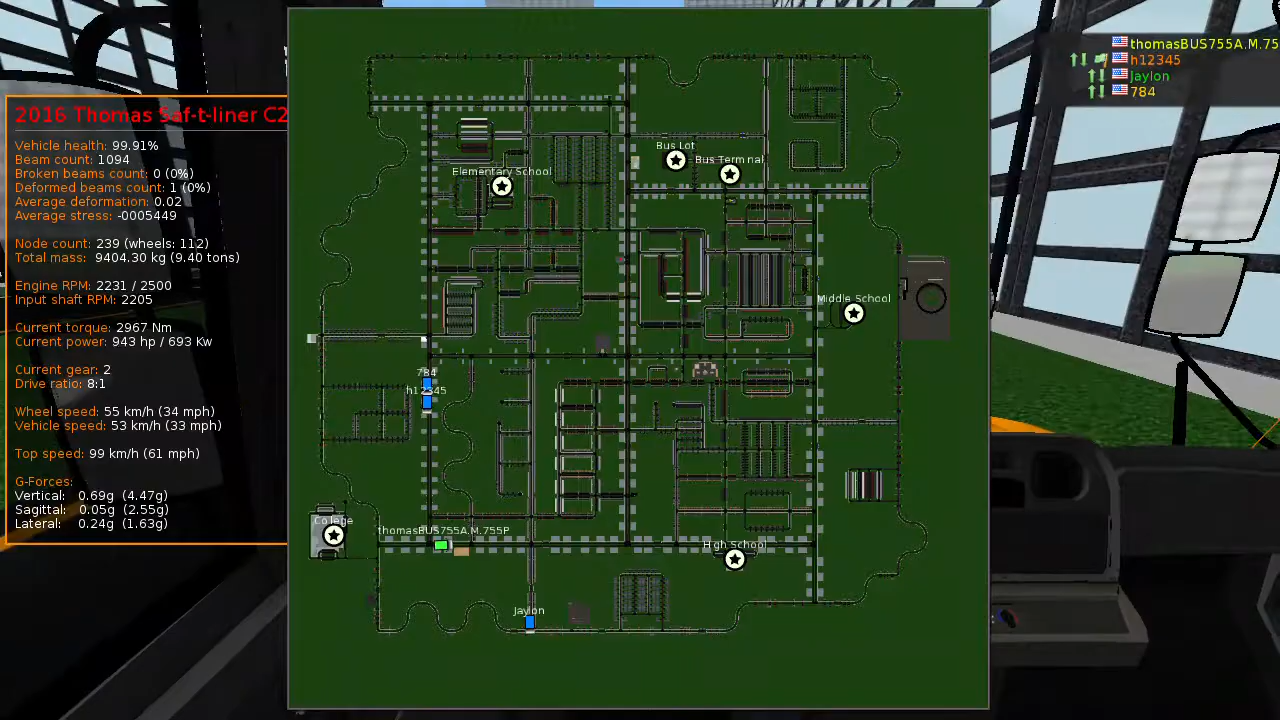 2016 Thomas Saf-t-liner C2
Vehicle health: 99.91%
Beam count: 1094
Broken beams count: 0 (0%)
Deformed beams count: 1 (0%)
Average deformation: 0.02
Average stress: -0005449
Node count: 239 (wheels: 112)
Total mass: 9404.30 kg (9.40 tons)
Engine RPM: 2231 / 2500
Input shaft RPM: 2205
Current torque: 2967 Nm
Current power: 943 hp / 693 Kw
Current gear: 2
Drive ratio: 8:1
Wheel speed: 55 km/h (34 mph)
Vehicle speed: 53 km/h (33 mph)
Top speed: 99 km/h (61 mph)
G-Forces:
Vertical: 0.69g (4.47g)
Sagittal: 0.05g (2.55g)
Lateral: 0.24g (1.63g)
Bus Lot
Bus Terminal
Elementary School
Middle School
784
h12345
College
thomasBUS755A.M.755P
High School
Jaylon
thomasBUS755A.M.75
h12345
Jaylon
784